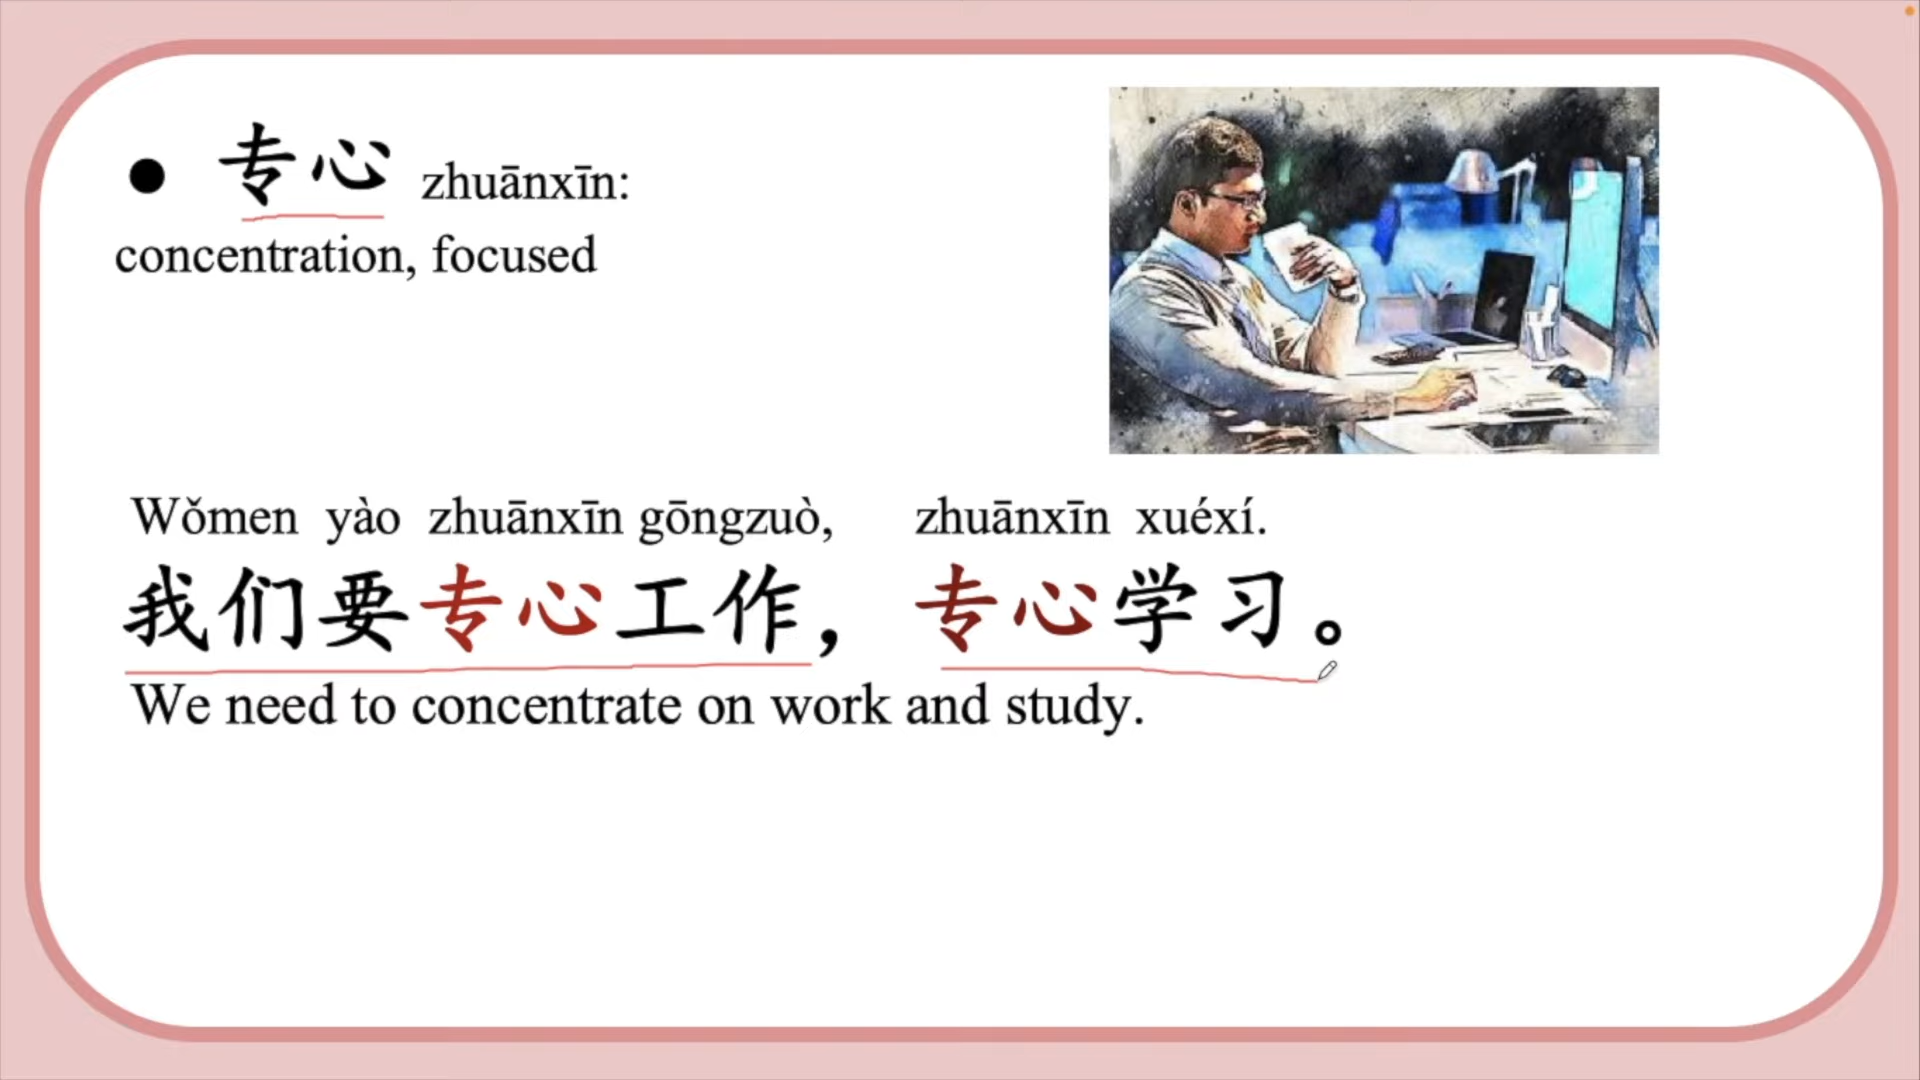 ● 专心 zhuānxīn:
concentration, focused
Wǒmen yào zhuānxīn gōngzuò, zhuānxīn xuéxí.
我们要专心工作，专心学习。
We need to concentrate on work and study.